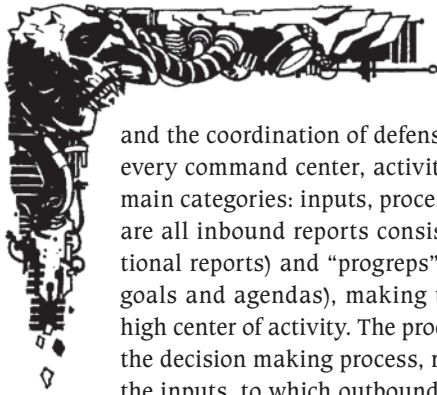 and the coordination of defens
every command center, activit
main categories: inputs, proce
are all inbound reports consis
tional reports) and “progreps”
goals and agendas), making
high center of activity. The proc
the decision making process,
the inputs, to which outbound